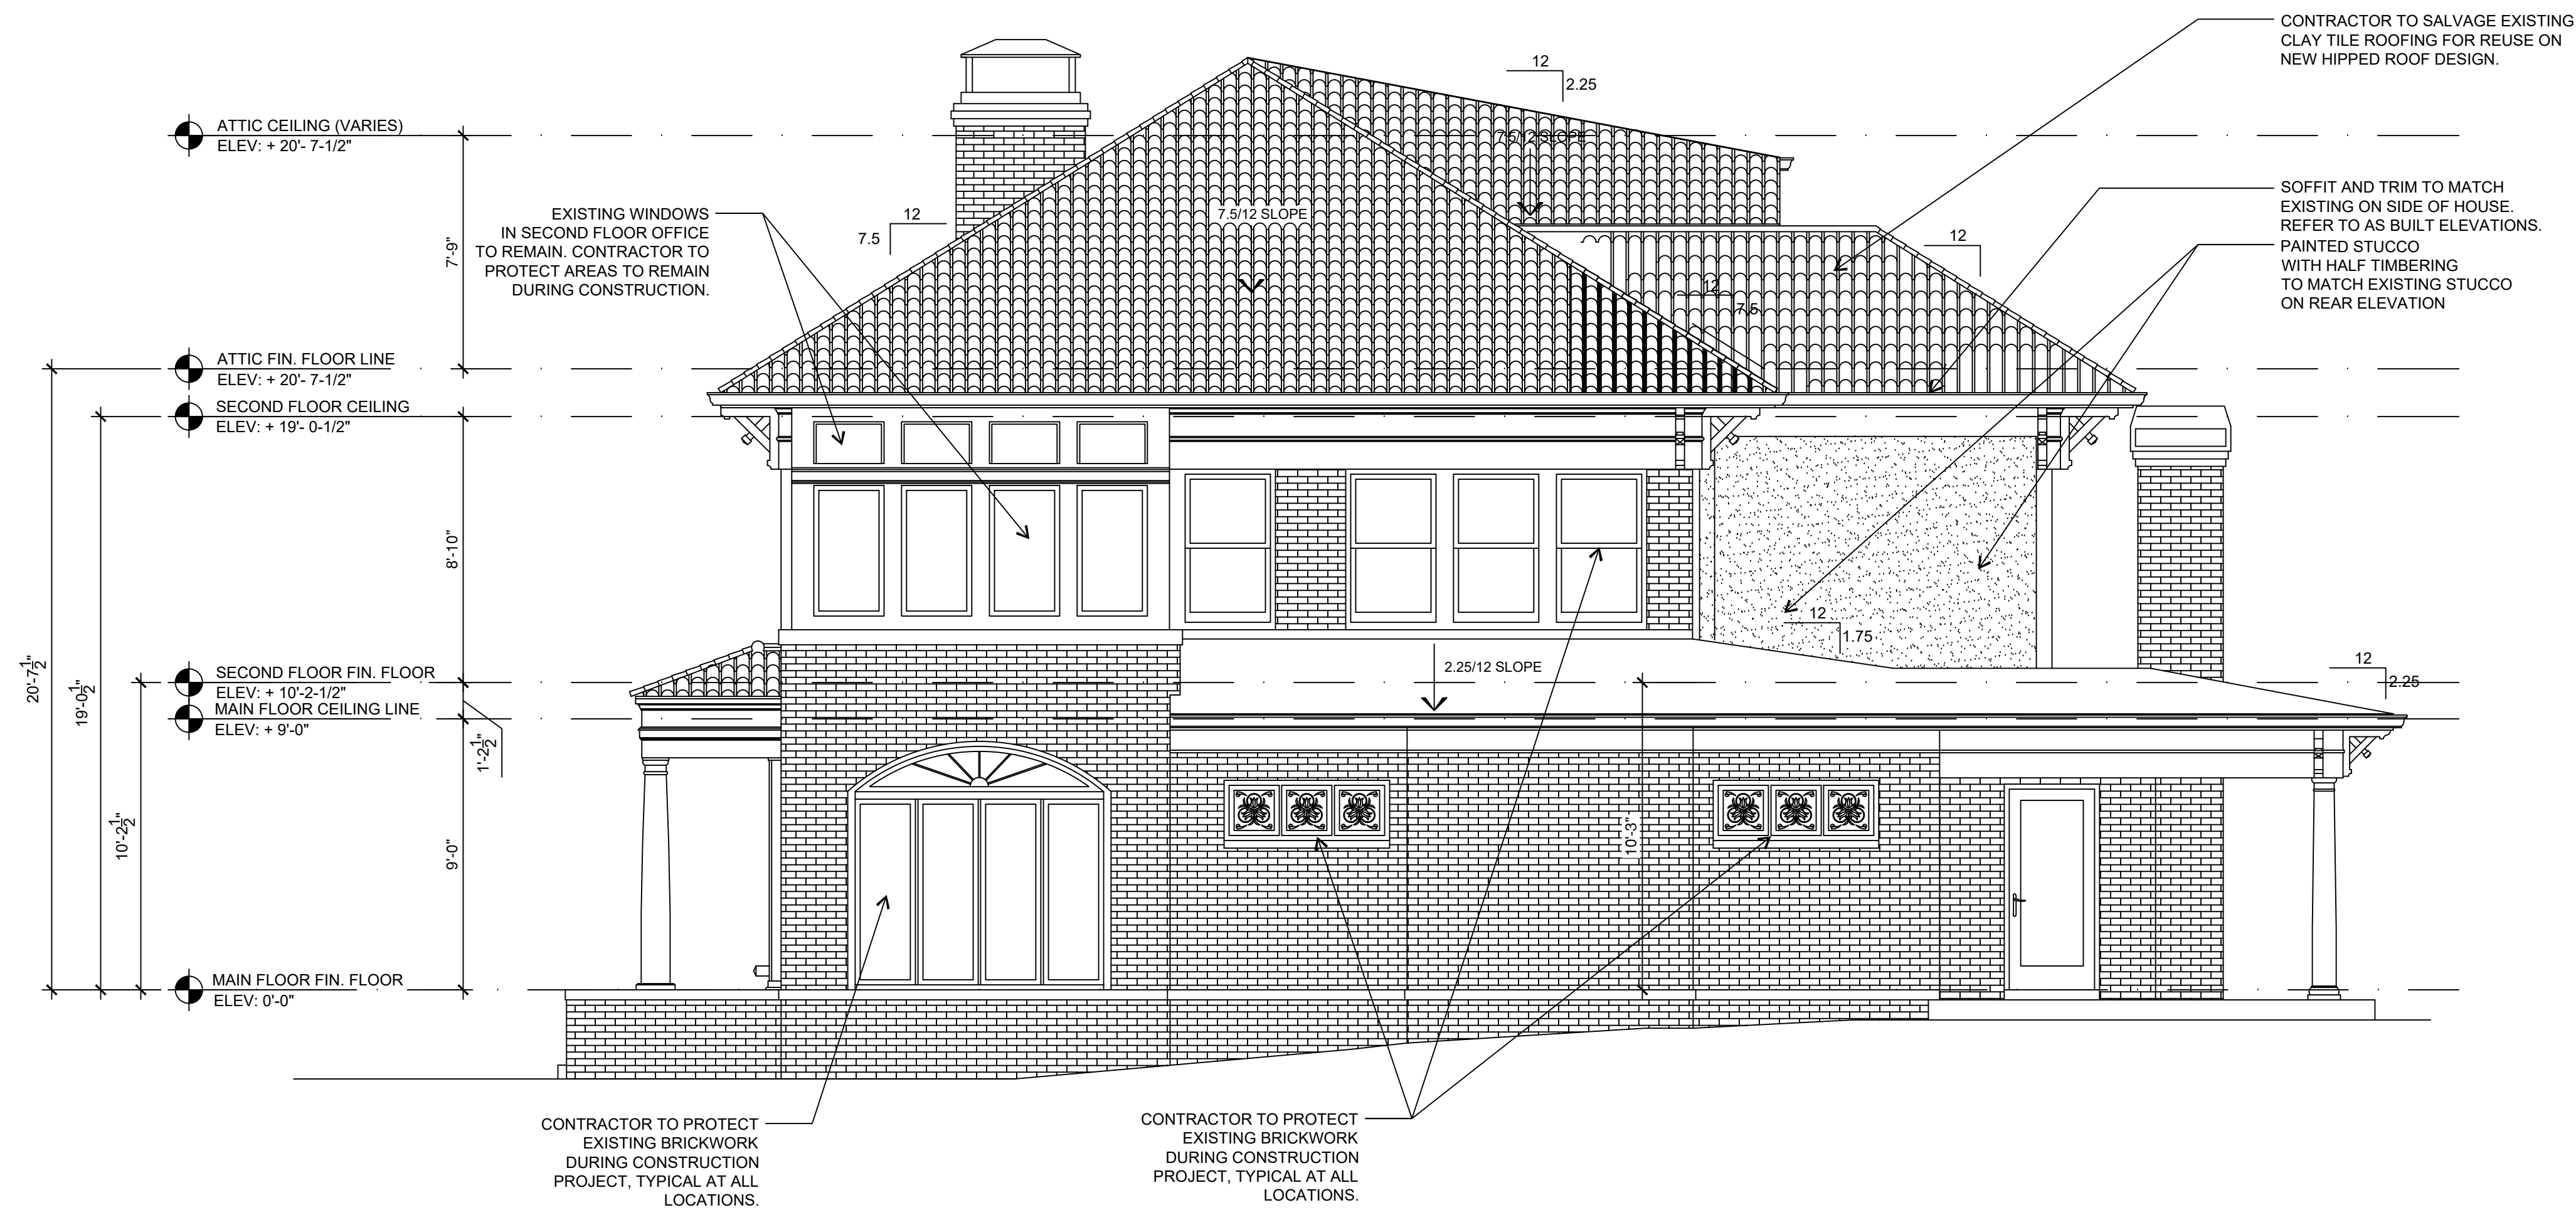 CONTRACTOR TO SALVAGE EXISTING
CLAY TILE ROOFING FOR REUSE ON
NEW HIPPED ROOF DESIGN.
12
2.25
ATTIC CEILING (VARIES)
ELEV: + 20'- 7-1/2"
7.5/12 SLOPE
SOFFIT AND TRIM TO MATCH
EXISTING ON SIDE OF HOUSE.
REFER TO AS BUILT ELEVATIONS.
PAINTED STUCCO
WITH HALF TIMBERING
TO MATCH EXISTING STUCCO
ON REAR ELEVATION
EXISTING WINDOWS
IN SECOND FLOOR OFFICE
TO REMAIN. CONTRACTOR TO
PROTECT AREAS TO REMAIN
DURING CONSTRUCTION.
12
7.5
7.5/12 SLOPE
12
7'-9"
12
7.5
ATTIC FIN. FLOOR LINE
ELEV: + 20'- 7-1/2"
SECOND FLOOR CEILING
ELEV: + 19'- 0-1/2"
8'-10"
12
1.75
20'-7 1/2"
19'-0 1/2"
SECOND FLOOR FIN. FLOOR
ELEV: + 10'-2-1/2"
MAIN FLOOR CEILING LINE
ELEV: + 9'-0"
1'-2 1/2"
2.25/12 SLOPE
12
2.25
10'-2 1/2"
9'-0"
10'-3"
MAIN FLOOR FIN. FLOOR
ELEV: 0'-0"
CONTRACTOR TO PROTECT
EXISTING BRICKWORK
DURING CONSTRUCTION
PROJECT, TYPICAL AT ALL
LOCATIONS.
CONTRACTOR TO PROTECT
EXISTING BRICKWORK
DURING CONSTRUCTION
PROJECT, TYPICAL AT ALL
LOCATIONS.